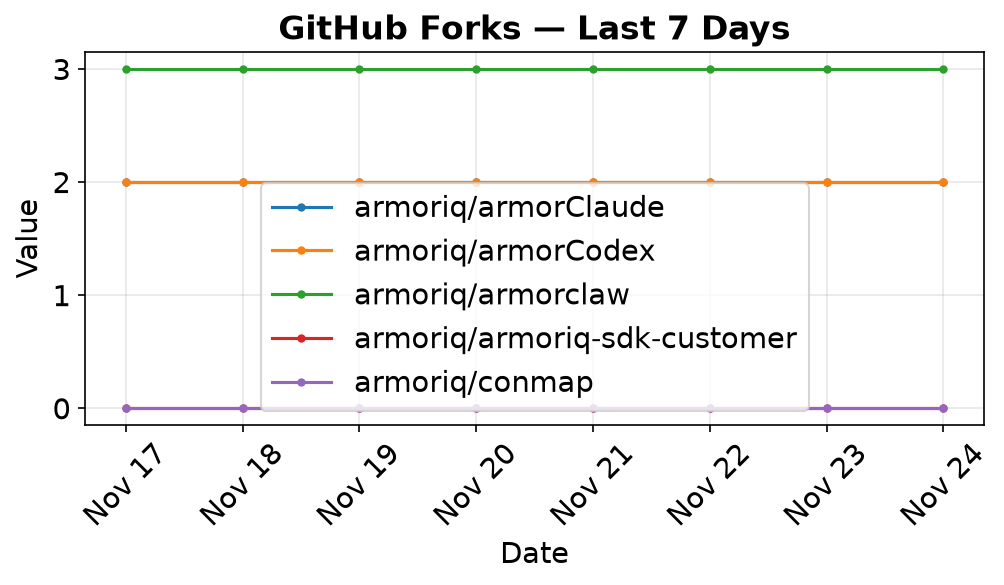 GitHub Forks — Last 7 Days
Value
3
2
1
0
armoriq/armorClaude
armoriq/armorCodex
armoriq/armorclaw
armoriq/armoriq-sdk-customer
armoriq/conmap
Nov 17
Nov 18
Nov 19
Nov 20
Nov 21
Nov 22
Nov 23
Nov 24
Date